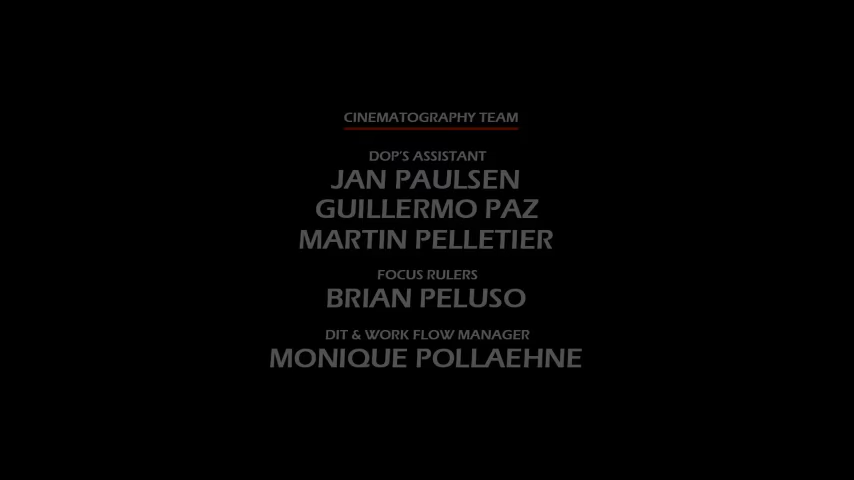 CINEMATOGRAPHY TEAM
DOP'S ASSISTANT
JAN PAULSEN
GUILLERMO PAZ
MARTIN PELLETIER
FOCUS RULERS
BRIAN PELUSO
DIT & WORK FLOW MANAGER
MONIQUE POLLAEHNE